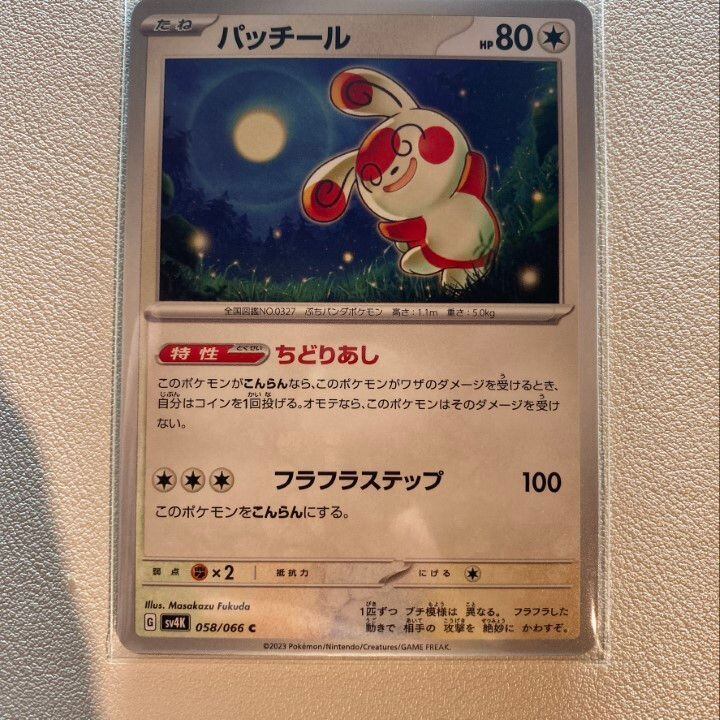 たね パッチール HP 80
全国図鑑NO.0327 ぶちパンダポケモン 高さ:1.1m 重さ:5.0kg
特性 とくせい ちどりあし
このポケモンがこんらんなら、このポケモンがワザのダメージを受けるとき、
自分はコインを1回投げる。オモテなら、このポケモンはそのダメージを受け
ない。
フラフラステップ 100
このポケモンをこんらんにする。
弱点 ×2 抵抗力 にげる
Illus. Masakazu Fukuda
G sv4K 058/066 C
1匹ずつ ブチ模様は 異なる。 フラフラした
動きで 相手の 攻撃を 絶妙に かわすぞ。
©2023 Pokémon/Nintendo/Creatures/GAME FREAK.